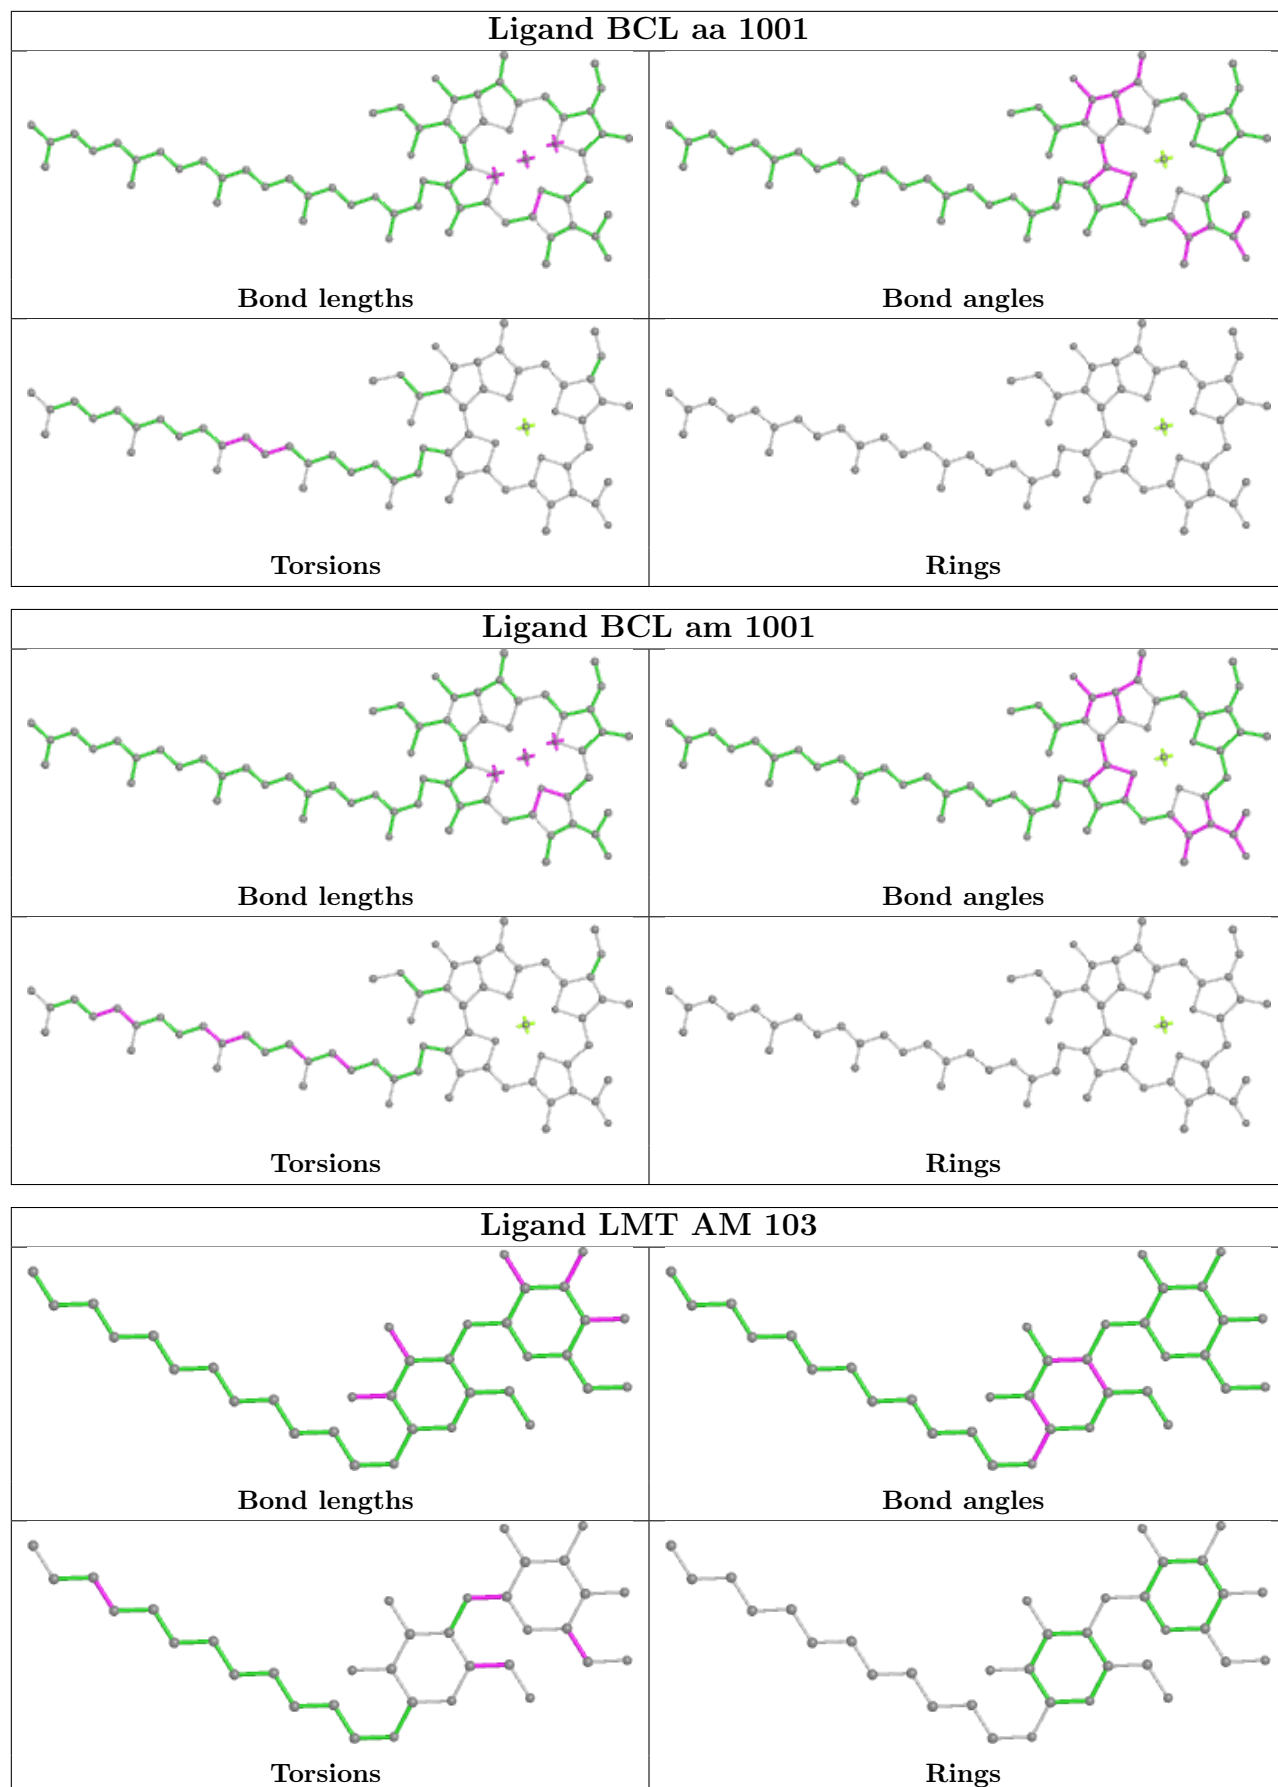 Ligand BCL aa 1001
Bond lengths
Bond angles
Torsions
Rings
Ligand BCL am 1001
Bond lengths
Bond angles
Torsions
Rings
Ligand LMT AM 103
Bond lengths
Bond angles
Torsions
Rings